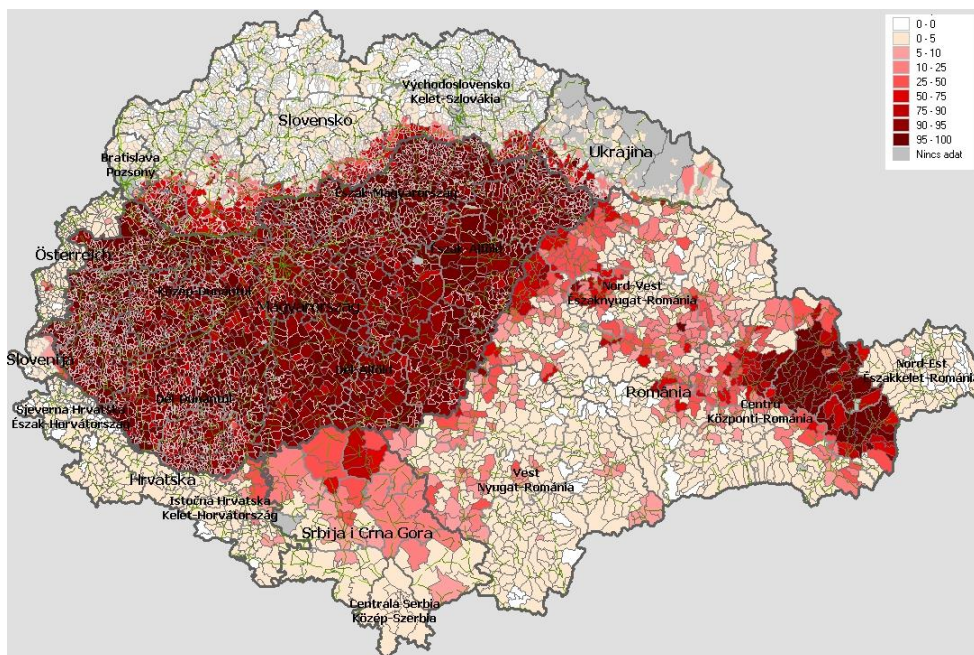 0 - 0
0 - 5
5 - 10
10 - 25
25 - 50
50 - 75
75 - 90
90 - 95
95 - 100
Nincs adat
Východoslovensko
Kelet-Szlovákia
Slovensko
Ukrajina
Bratislava
Pozsony
Észak-Magyarország
Österreich
Észak-Alföld
Közép-Dunántúl
Magyarország
Nord-Vest
Északnyugat-Románia
Slovenija
Nord-Est
Északkelet-Románia
Dél-Alföld
România
Dél-Dunántúl
Sjeverna Hrvatska
Észak-Horvátország
Centru
Központi-Románia
Hrvatska
Vest
Nyugat-Románia
Istočna Hrvatska
Kelet-Horvátország
Srbija i Crna Gora
Centralа Serbia
Közép-Szerbia